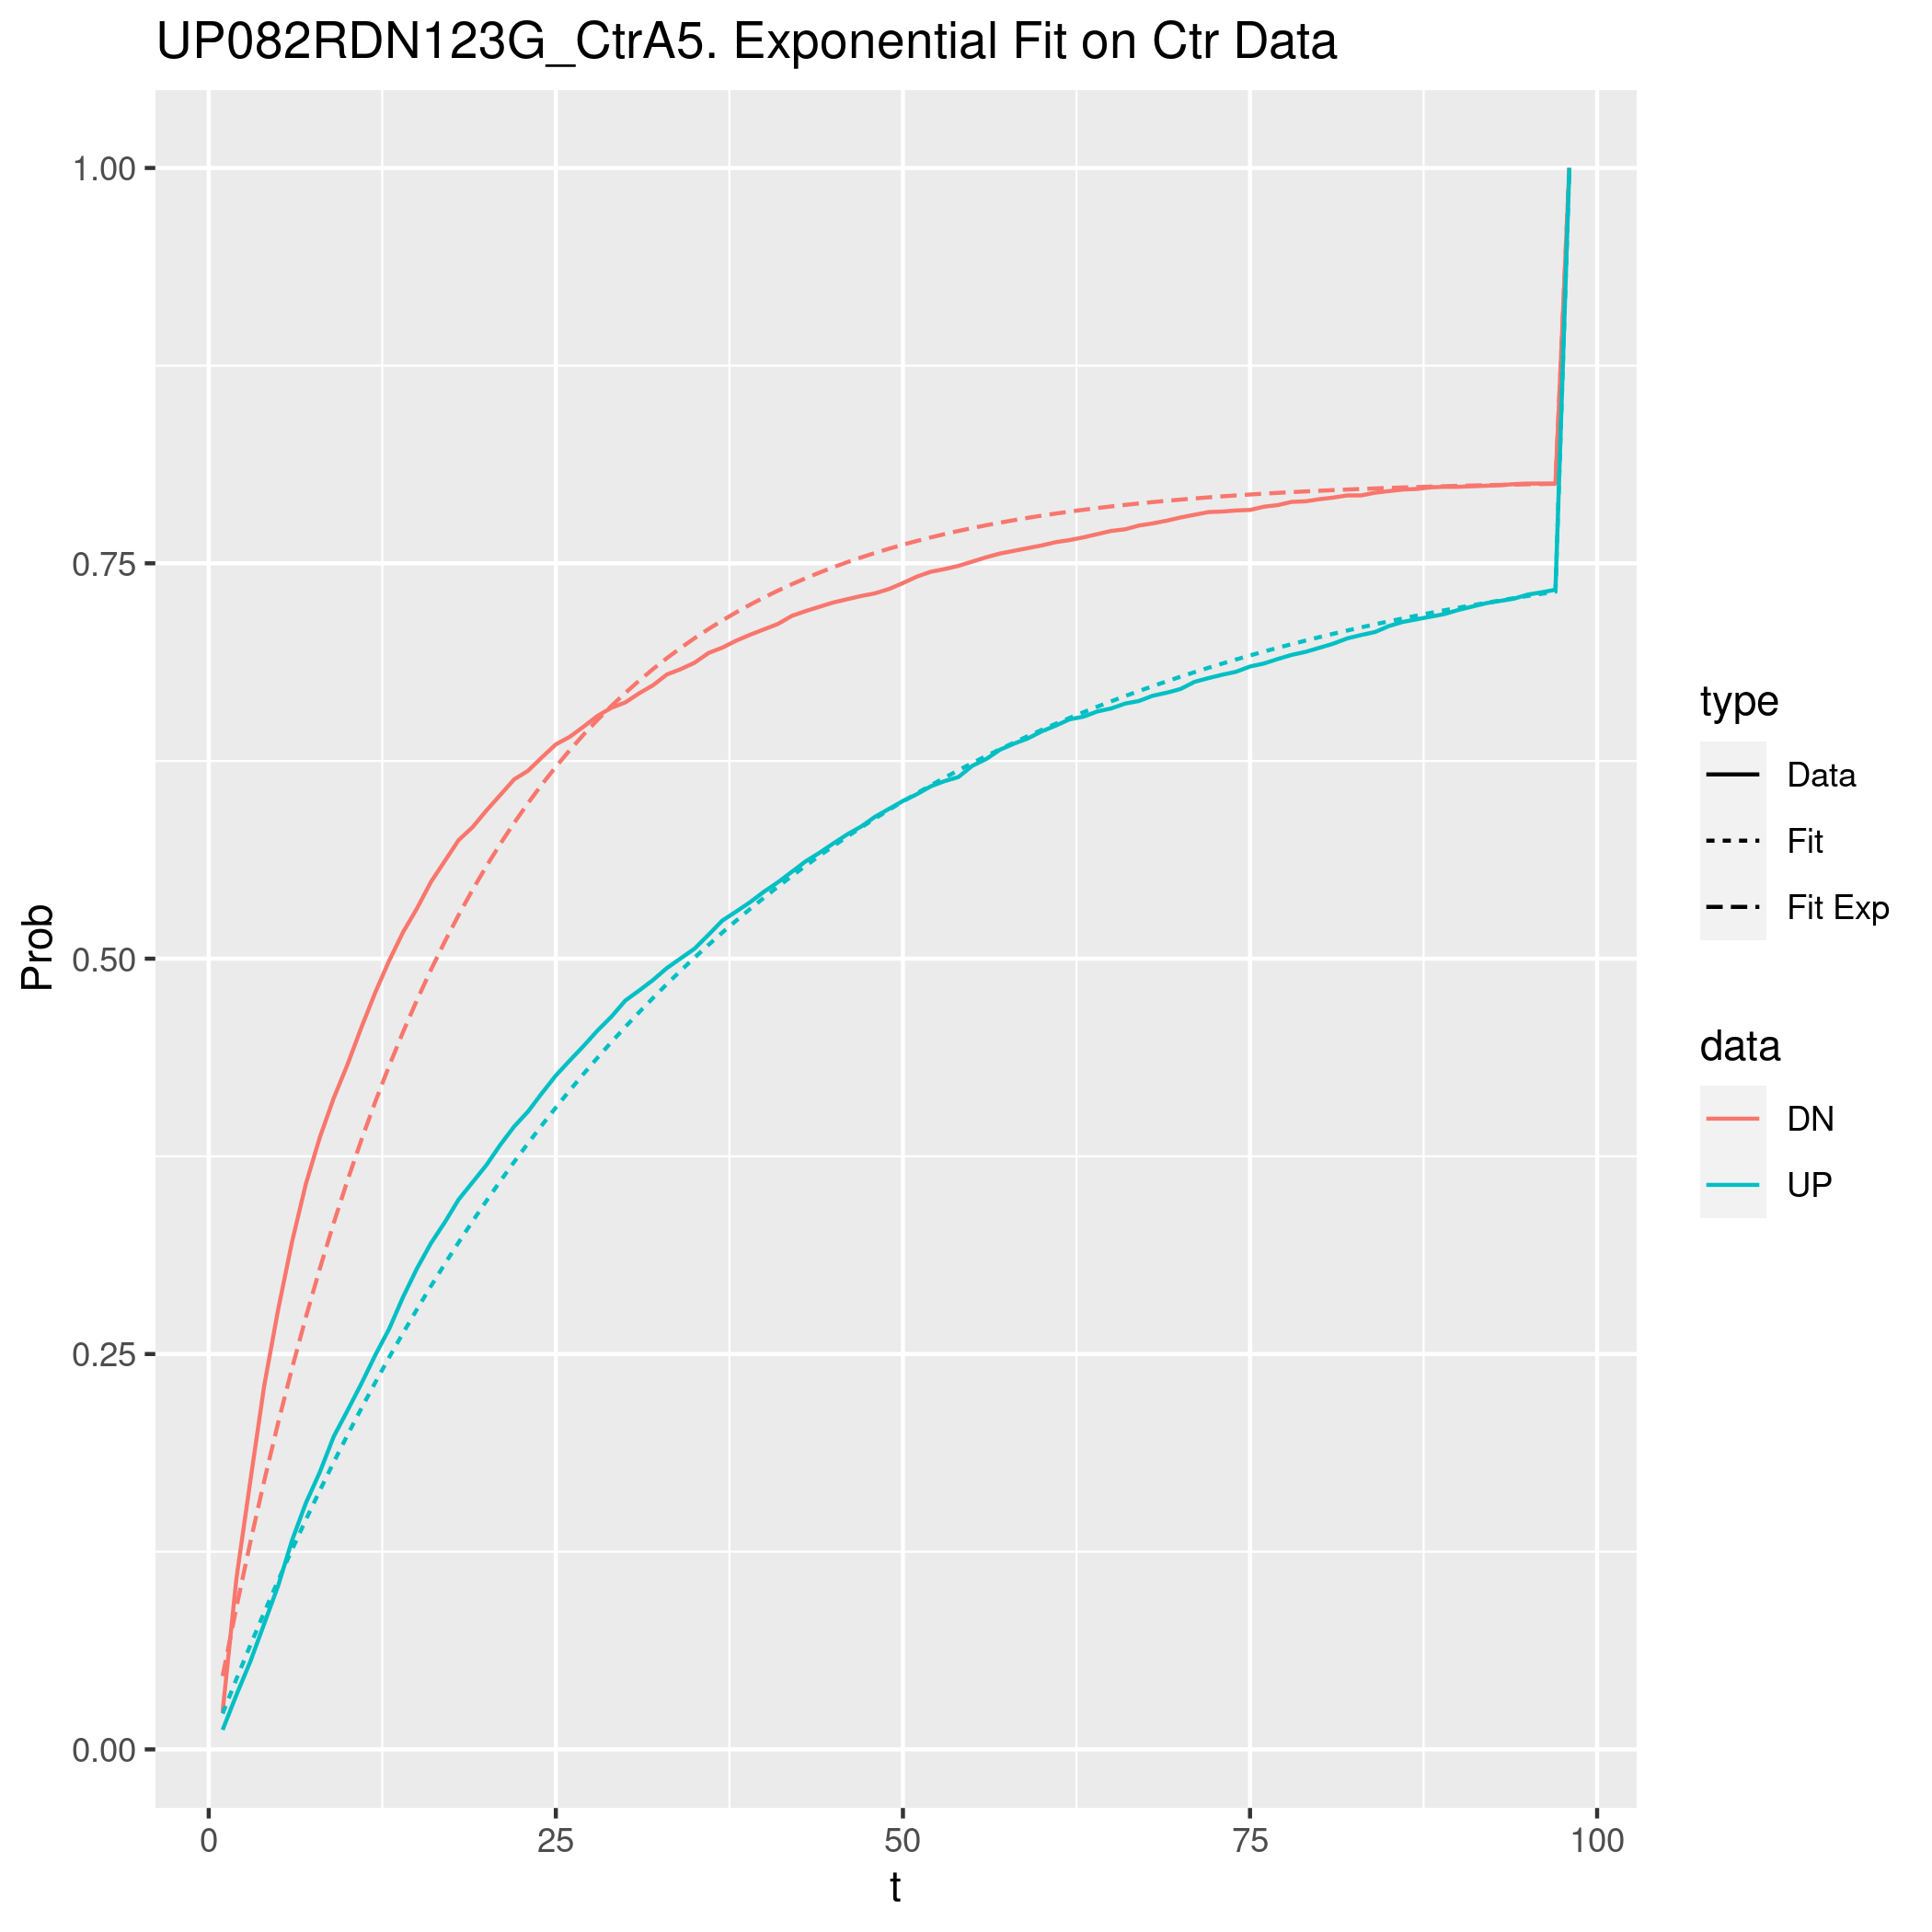 UP082RDN123G_CtrA5. Exponential Fit on Ctr Data
1.00
0.75
0.50
0.25
0.00
Prob
0 25 50 75 100
t
type
Data
Fit
Fit Exp
data
DN
UP